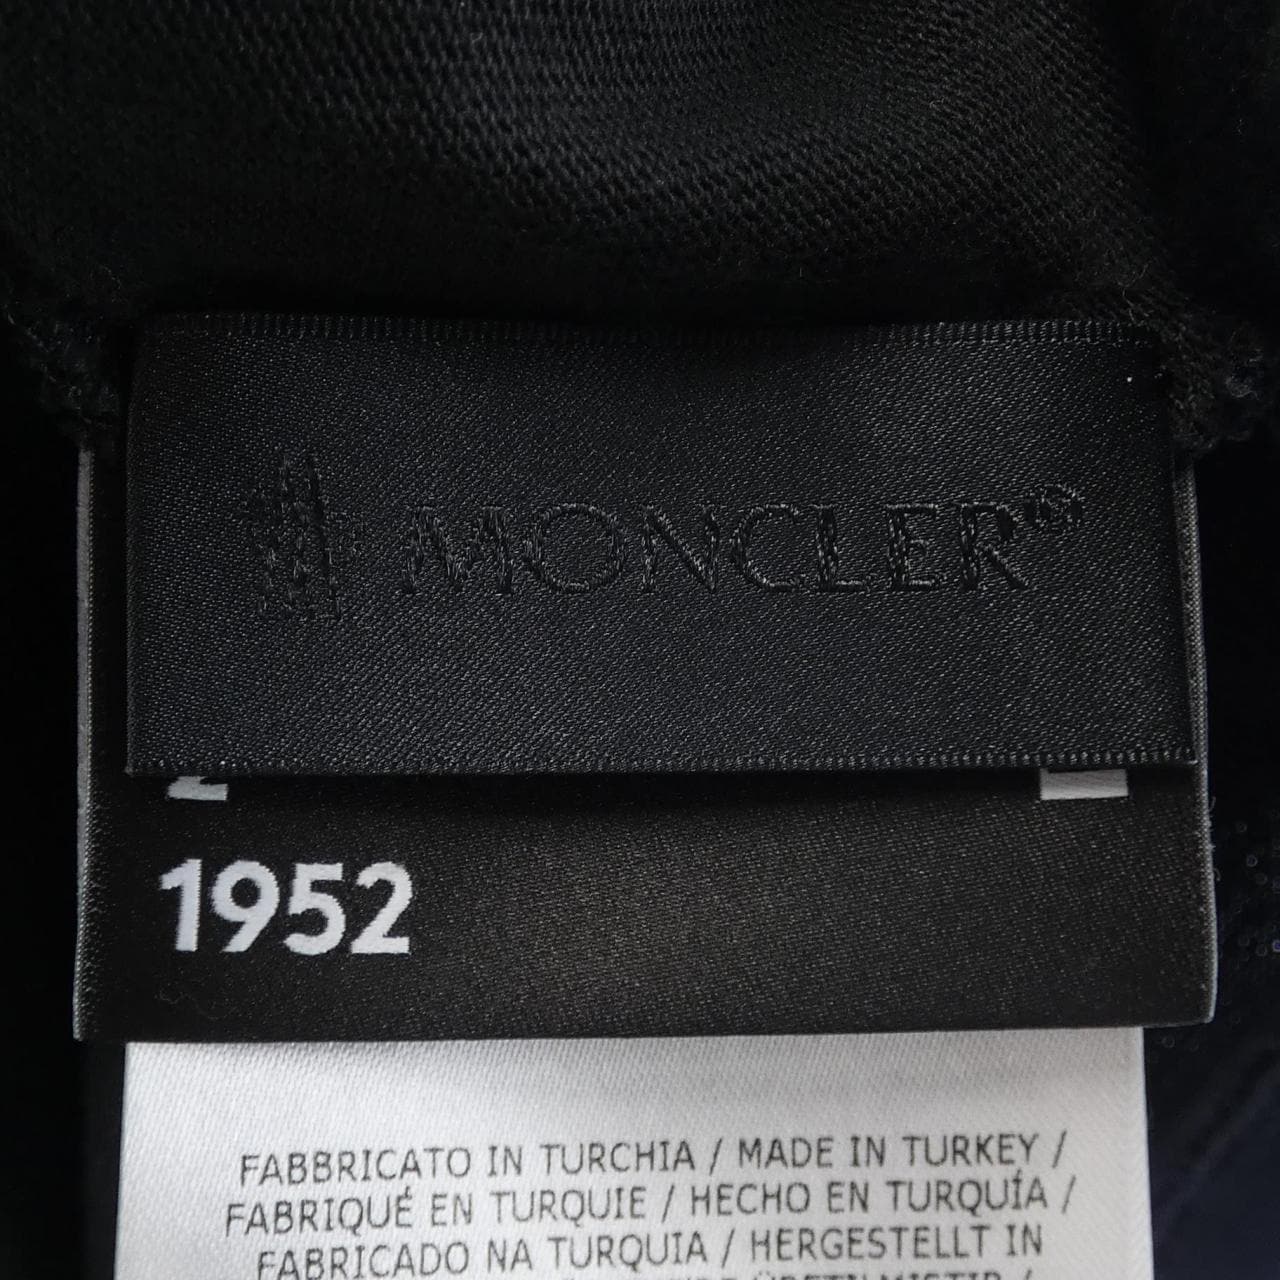 MONCLER
2
1952
FABBRICATO IN TURCHIA / MADE IN TURKEY /
FABRIQUÉ EN TURQUIE / HECHO EN TURQUÍA /
FABRICADO NA TURQUIA / HERGESTELLT IN